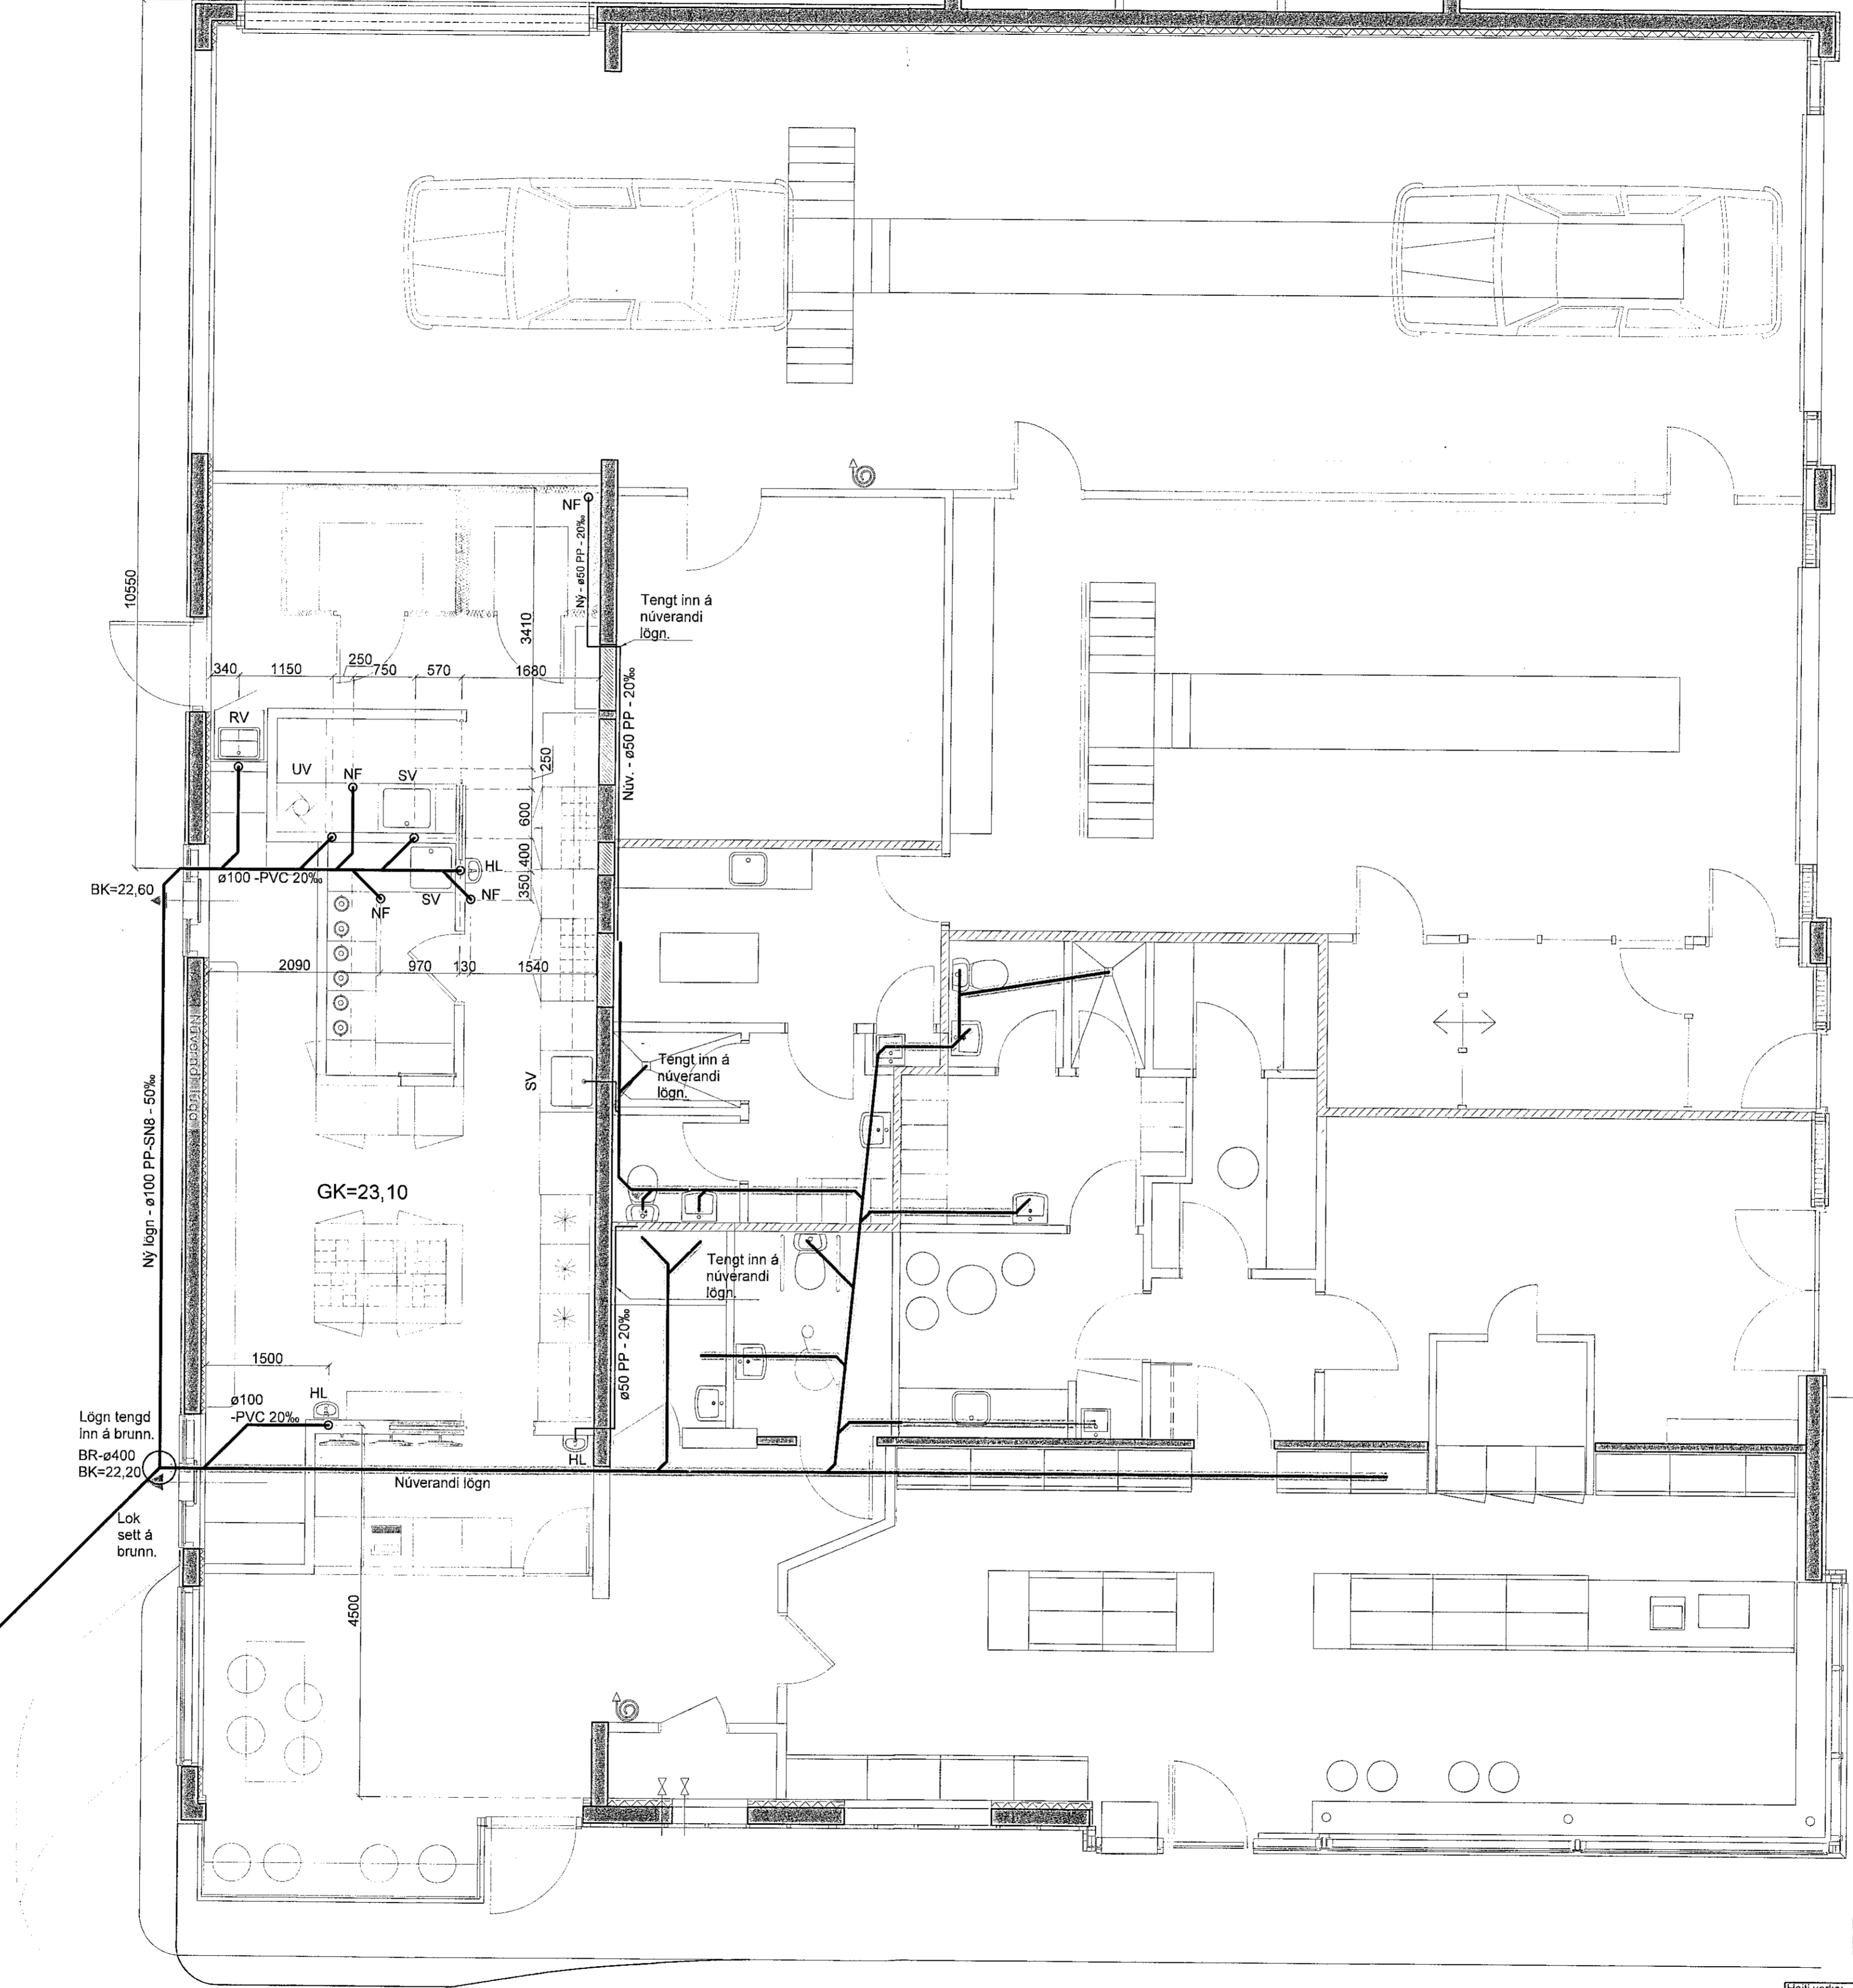 NF
Ný - ø50 PP - 20‰
10550
3410
Tengt inn á
núverandi
lögn.
340
1150
250
750
570
1680
Núv. - ø50 PP - 20‰
RV
UV
NF
SV
250
600
400
350
HL
ø100 -PVC 20‰
BK=22,60
SV
NF
NF
2090
970
130
1540
Tengt inn á
núverandi
lögn.
SV
Ný lögn - ø100 PP-SN8 - 50‰
GK=23,10
Tengt inn á
núverandi
lögn.
ø50 PP - 20‰
1500
HL
ø100
-PVC 20‰
Lögn tengd
inn á brunn.
BR-ø400
BK=22,20
HL
Núverandi lögn
Lok
sett á
brunn.
4500